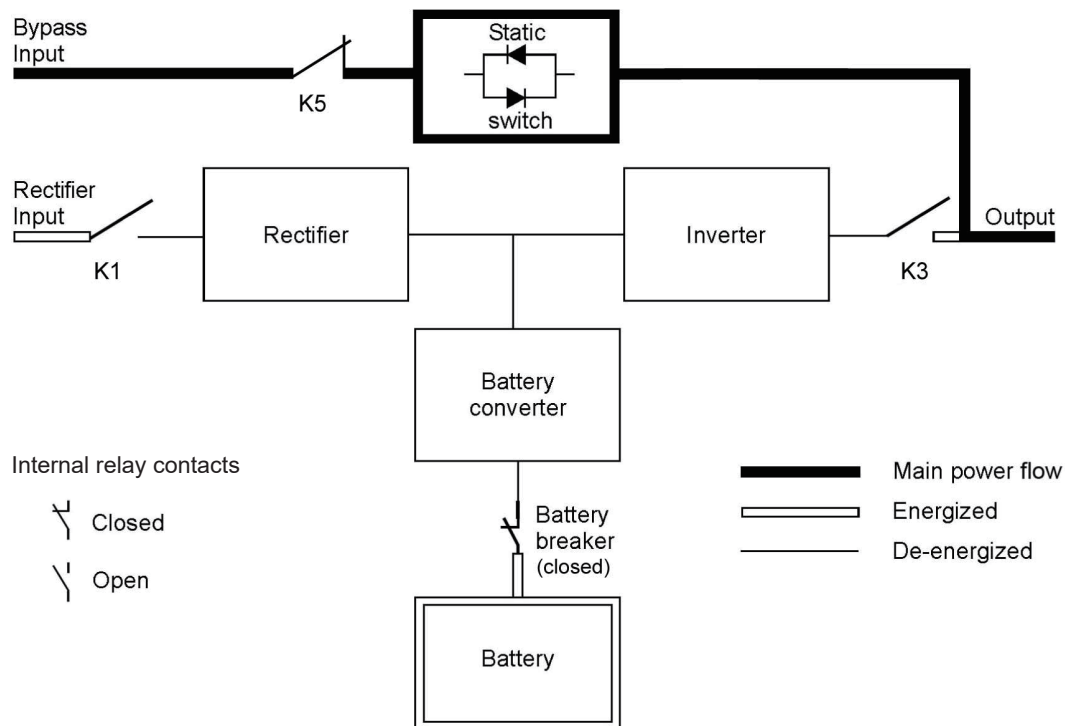 Bypass
Input
K5
Static
switch
Rectifier
Input
K1
Rectifier
Inverter
K3
Output
Battery
converter
Internal relay contacts
Closed
Open
Battery
breaker
(closed)
Battery
Main power flow
Energized
De-energized